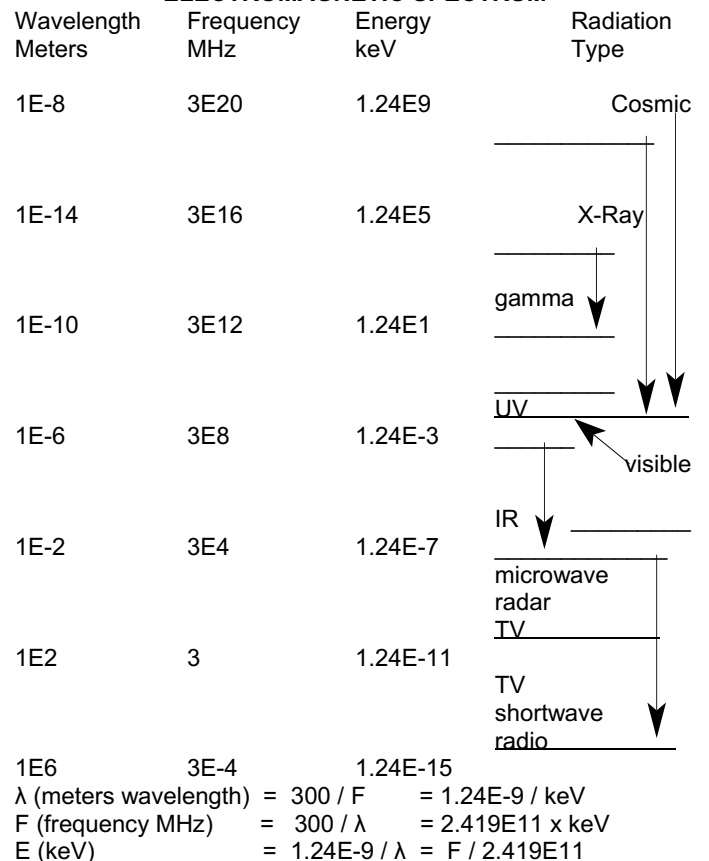 ELECTROMAGNETIC SPECTRUM
Wavelength Frequency Energy Radiation
Meters MHz keV Type
1E-8 3E20 1.24E9 Cosmic
1E-14 3E16 1.24E5 X-Ray
gamma
1E-10 3E12 1.24E1
UV
1E-6 3E8 1.24E-3
visible
IR
1E-2 3E4 1.24E-7
microwave
radar
TV
1E2 3 1.24E-11
TV
shortwave
radio
1E6 3E-4 1.24E-15
λ (meters wavelength) = 300 / F = 1.24E-9 / keV
F (frequency MHz) = 300 / λ = 2.419E11 x keV
E (keV) = 1.24E-9 / λ = F / 2.419E11